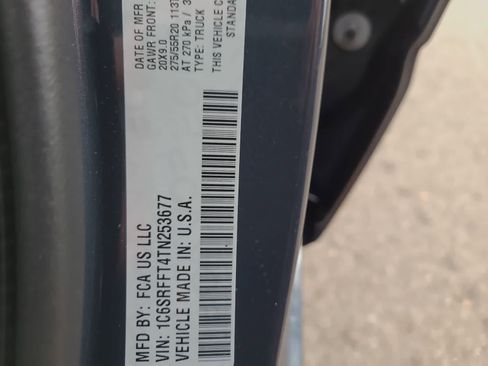 MFD BY: FCA US LLC
VIN: 1C6SRFFT4TN253677
VEHICLE MADE IN: U.S.A.
DATE OF MFR
GAWR FRONT:
20X9.0
275/55R20 113T
AT 270 kPa / 3
TYPE: TRUCK
THIS VEHICLE C
STANDA